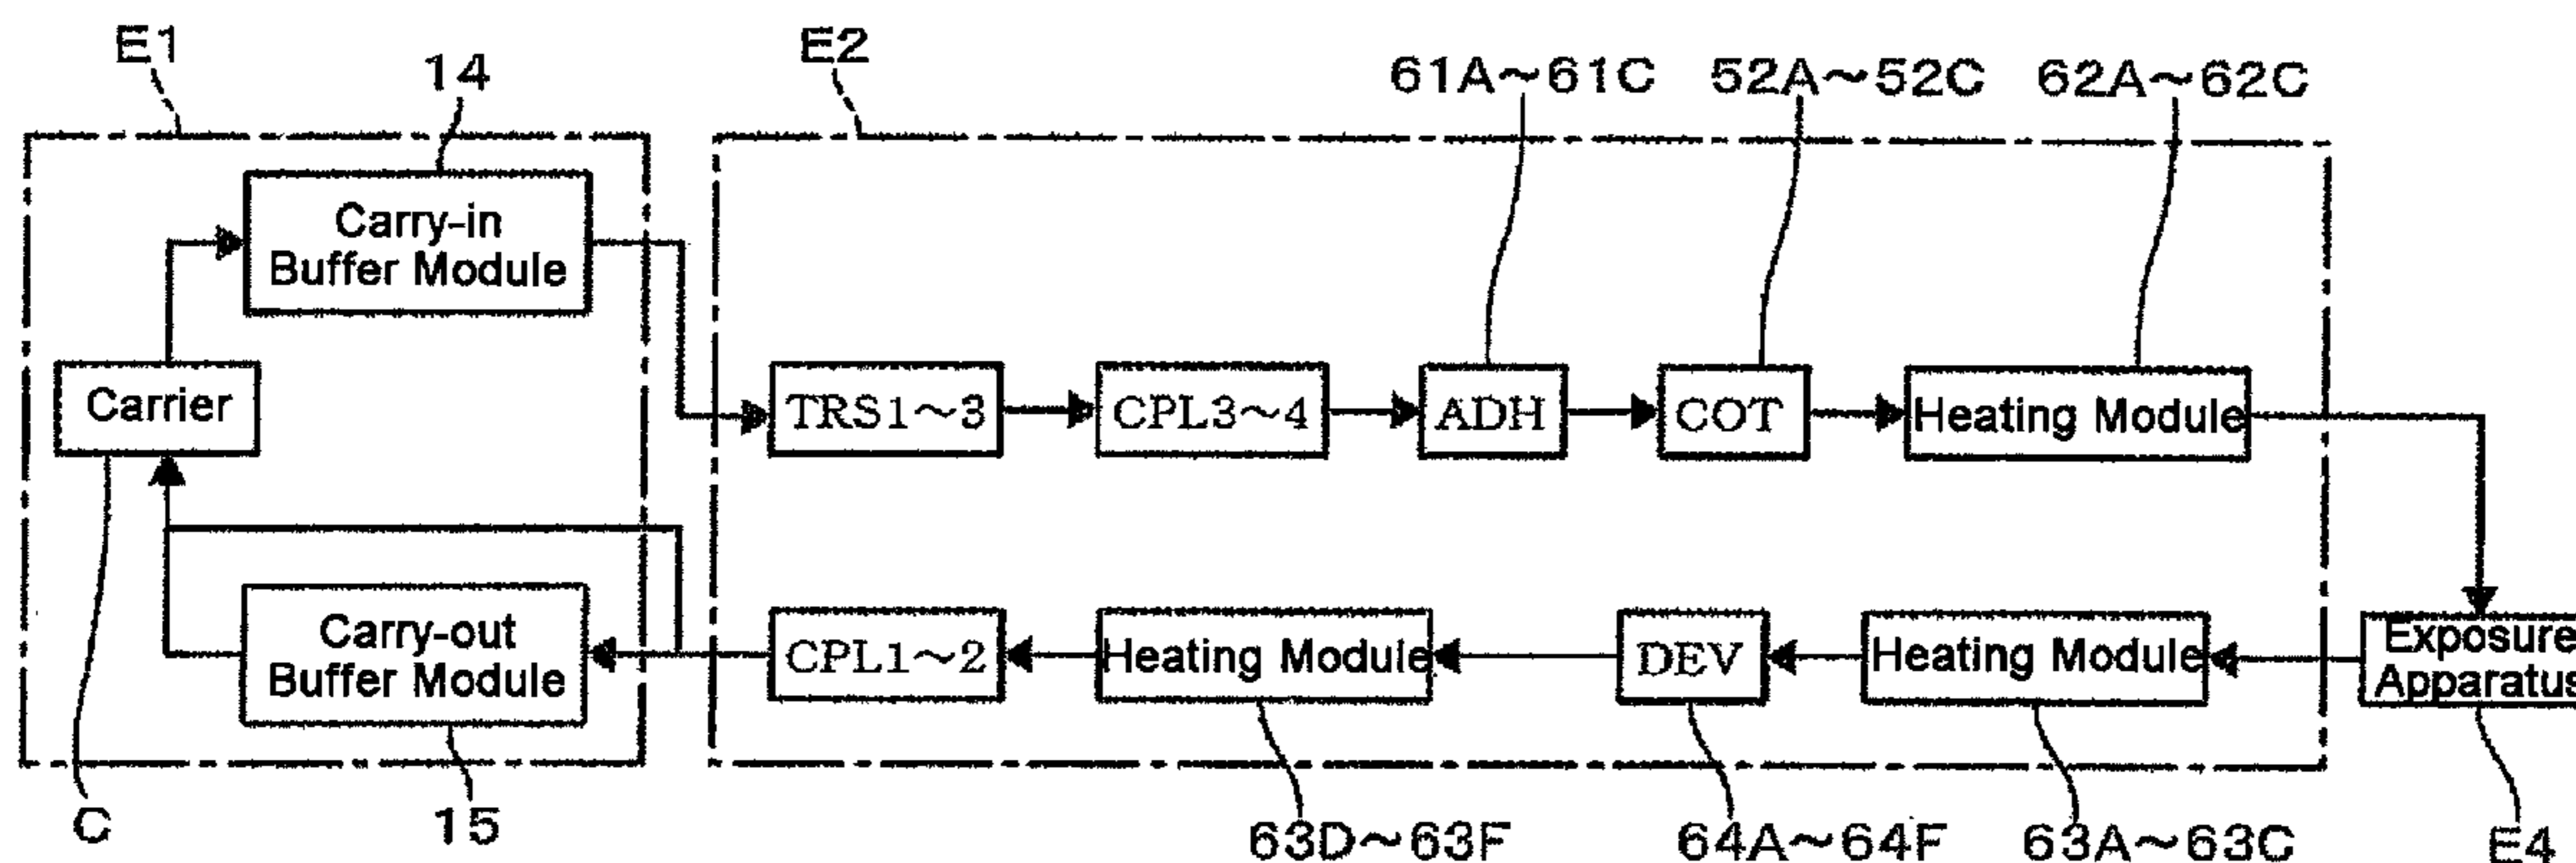 E1
14
E2
61A~61C
52A~52C
62A~62C
Carry-in
Buffer Module
Carrier
TRS1~3
CPL3~4
ADH
COT
Heating Module
Carry-out
Buffer Module
CPL1~2
Heating Module
DEV
Heating Module
Exposure
Apparatus
C
15
63D~63F
64A~64F
63A~63C
E4